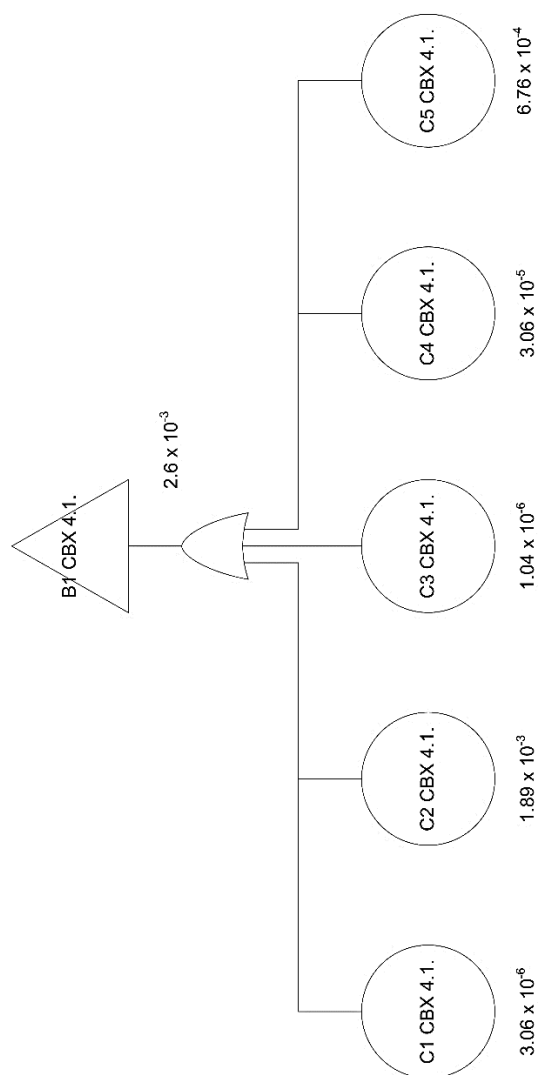 B1 CBX 4.1.
2.6 x 10⁻³
C1 CBX 4.1.
C2 CBX 4.1.
C3 CBX 4.1.
C4 CBX 4.1.
C5 CBX 4.1.
3.06 x 10⁻⁶
1.89 x 10⁻³
1.04 x 10⁻⁶
3.06 x 10⁻⁵
6.76 x 10⁻⁴